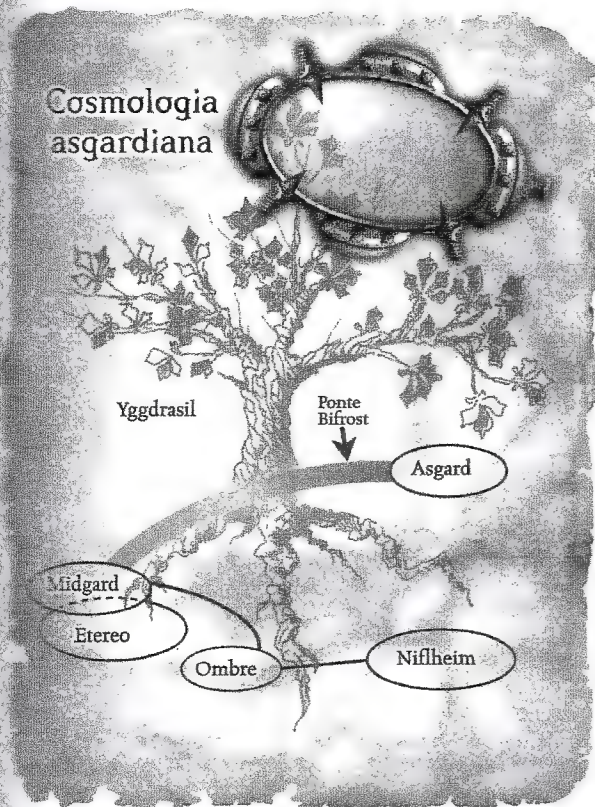 Cosmologia
asgardiana
Yggdrasil
Ponte
Bifrost
Asgard
Midgard
Etereo
Ombre
Niflheim